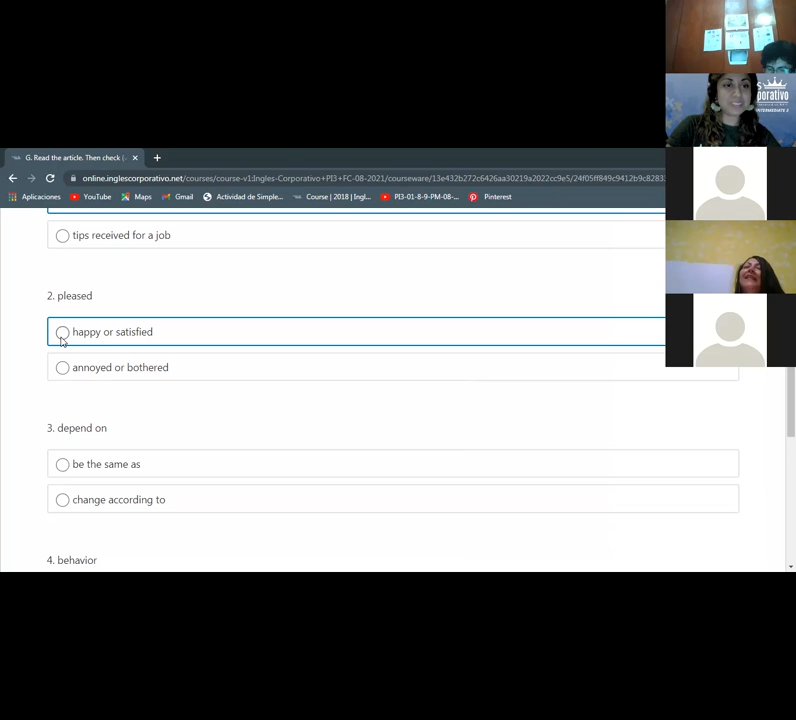 G. Read the article. Then check (
online.inglescorporativo.net/courses/course-v1:Ingles-Corporativo+PI3+FC-08-2021/courseware/13e432b272c6426aa30219a2022cc9e5/24f05ff849c9412b9c8283
Aplicaciones YouTube Maps Gmail Actividad de Simple... Course | 2018 | Ingl... PI3-01-8-9-PM-08-... Pinterest
tips received for a job
2. pleased
happy or satisfied
annoyed or bothered
3. depend on
be the same as
change according to
4. behavior
S
porativo
INTERMEDIATE 2